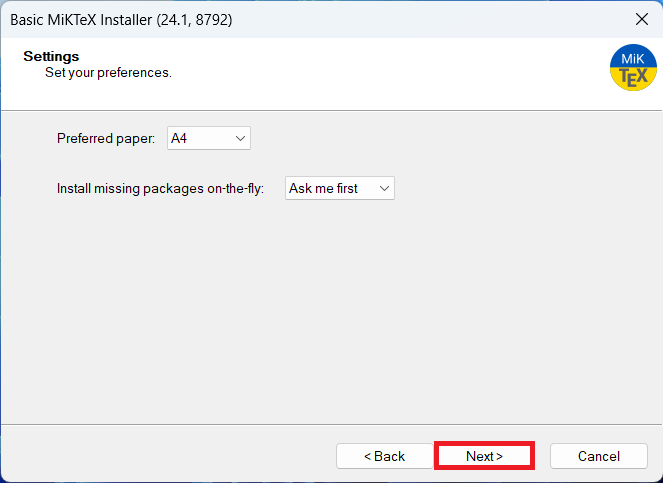 Basic MiKTeX Installer (24.1, 8792)
Settings
Set your preferences.
MiK
TEX
Preferred paper: A4
Install missing packages on-the-fly: Ask me first
< Back Next > Cancel